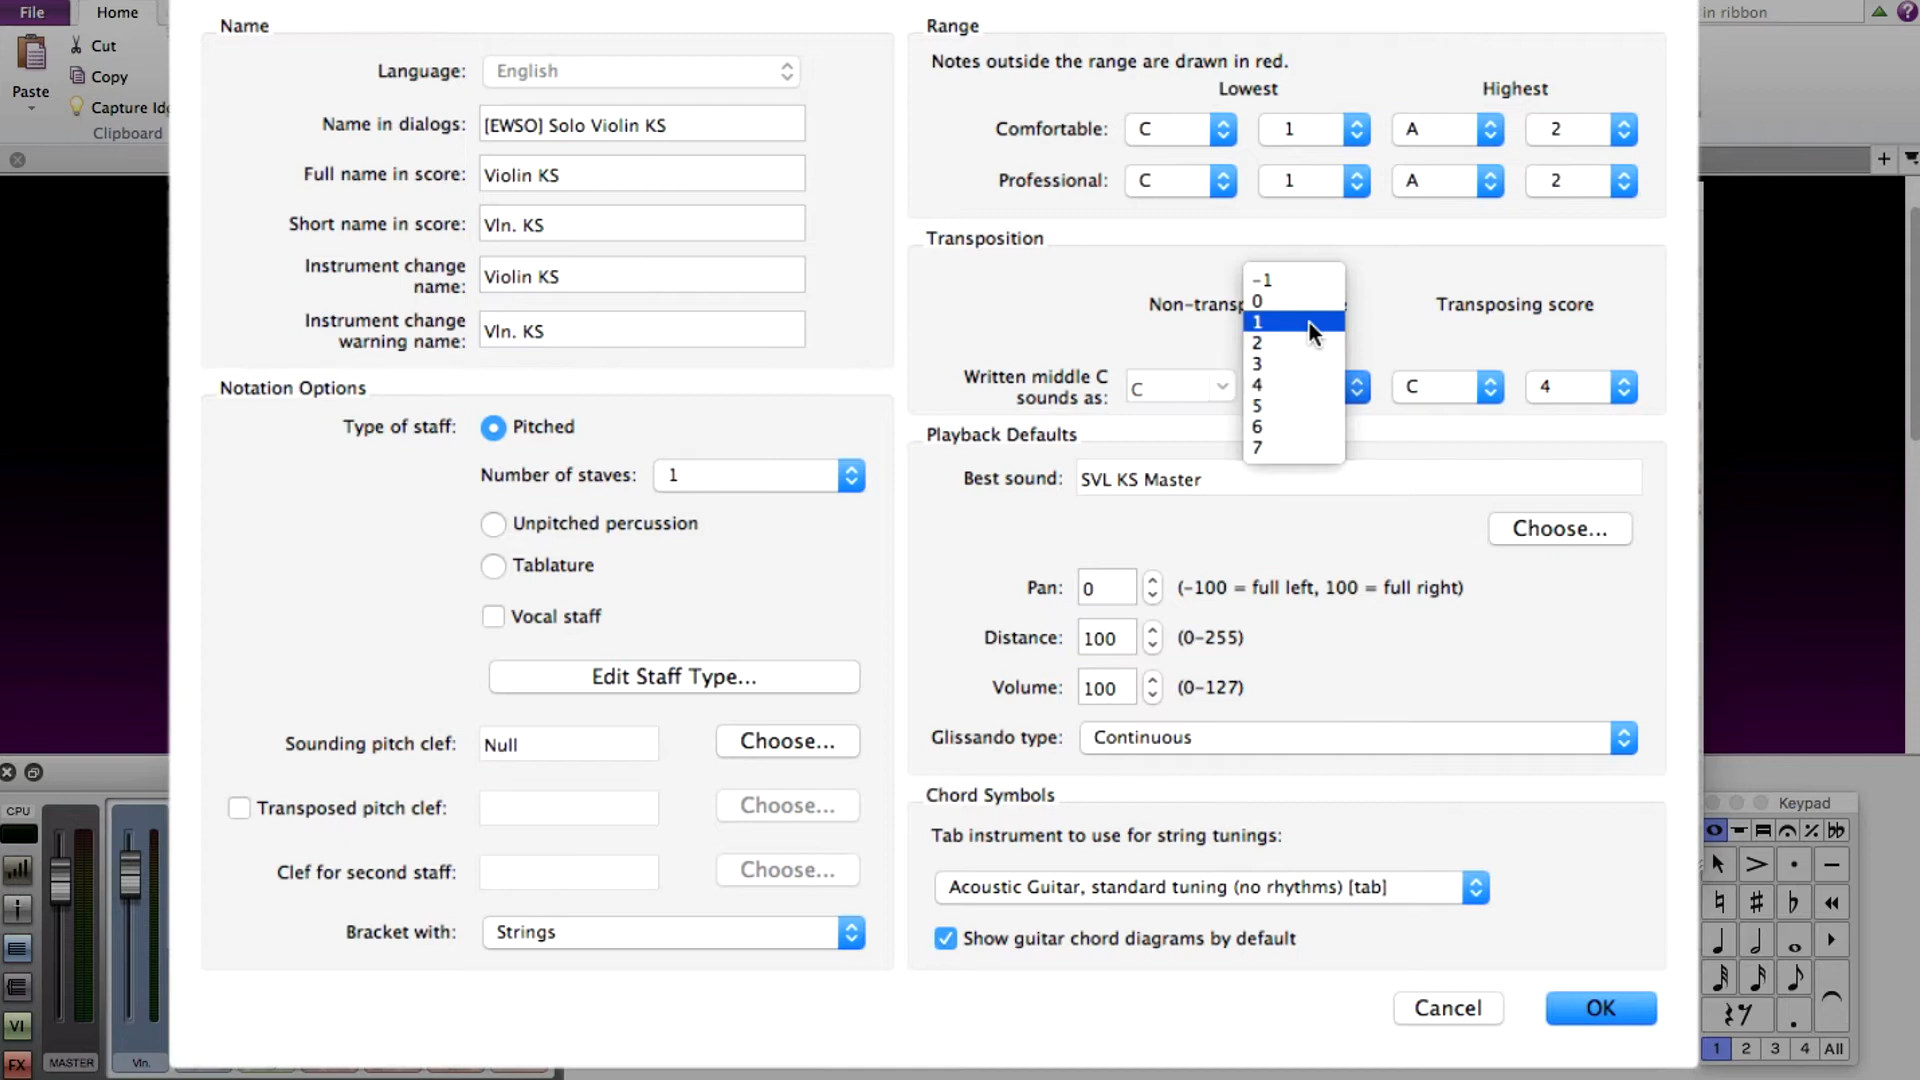 File
Home
in ribbon
?
Cut
Copy
Paste
Capture Ide
Clipboard
Name
Language: English
Name in dialogs: [EWSO] Solo Violin KS
Full name in score: Violin KS
Short name in score: Vln. KS
Instrument change
name: Violin KS
Instrument change
warning name: Vln. KS
Notation Options
Type of staff: Pitched
Number of staves: 1
Unpitched percussion
Tablature
Vocal staff
Edit Staff Type...
Sounding pitch clef: Null Choose...
Transposed pitch clef: Choose...
Clef for second staff: Choose...
Bracket with: Strings
Range
Notes outside the range are drawn in red.
Lowest Highest
Comfortable: C 1 A 2
Professional: C 1 A 2
Transposition
Non-transp Transposing score
-1
0
1
2
3
4
5
6
7
Written middle C
sounds as: C C 4
Playback Defaults
Best sound: SVL KS Master
Choose...
Pan: 0 (-100 = full left, 100 = full right)
Distance: 100 (0-255)
Volume: 100 (0-127)
Glissando type: Continuous
Chord Symbols
Tab instrument to use for string tunings:
Acoustic Guitar, standard tuning (no rhythms) [tab]
Show guitar chord diagrams by default
Cancel OK
CPU
VI
FX
MASTER
Vln.
Keypad
1 2 3 4 All